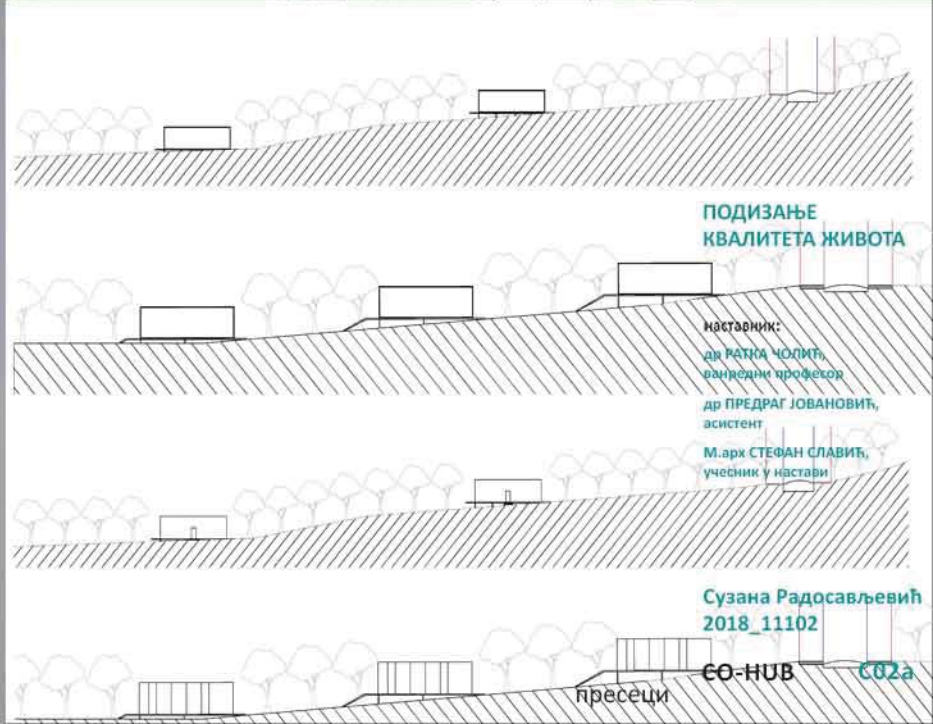 ПОДИЗАЊЕ
КВАЛИТЕТА ЖИВОТА
наставник:
др РАТКА ЧОЛИЋ,
ванредни професор
др ПРЕДРАГ ЈОВАНОВИЋ,
асистент
М.арх СТЕФАН СЛАВИЋ,
учесник у настави
Сузана Радосављевић
2018_11102
CO-HUB C02a
пресеци